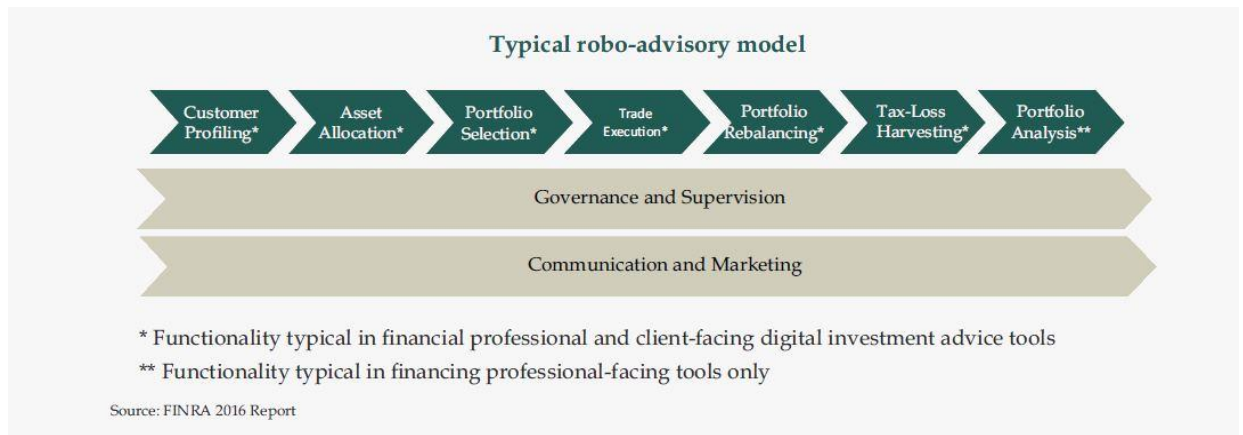 Typical robo-advisory model
Customer
Profiling*
Asset
Allocation*
Portfolio
Selection*
Trade
Execution*
Portfolio
Rebalancing*
Tax-Loss
Harvesting*
Portfolio
Analysis**
Governance and Supervision
Communication and Marketing
* Functionality typical in financial professional and client-facing digital investment advice tools
** Functionality typical in financing professional-facing tools only
Source: FINRA 2016 Report